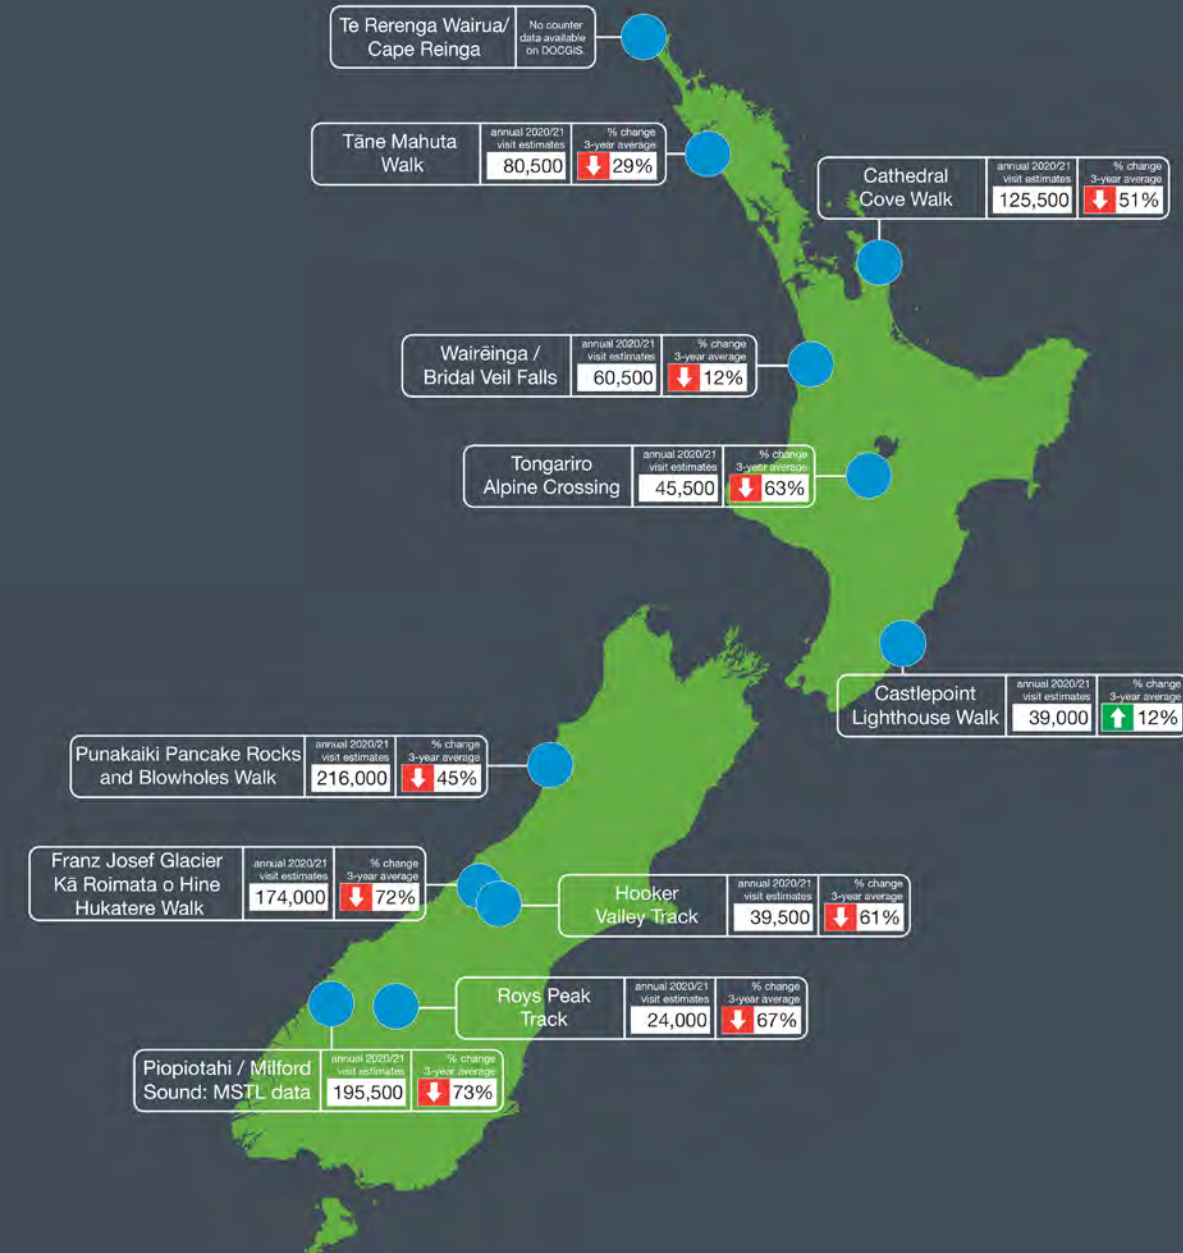 Te Rerenga Wairua/
Cape Reinga
No counter
data available
on DOCGIS.
Tāne Mahuta
Walk
annual 2020/21
visit estimates
80,500
% change
3-year average
29%
Cathedral
Cove Walk
annual 2020/21
visit estimates
125,500
% change
3-year average
51%
Wairēinga /
Bridal Veil Falls
annual 2020/21
visit estimates
60,500
% change
3-year average
12%
Tongariro
Alpine Crossing
annual 2020/21
visit estimates
45,500
% change
3-year average
63%
Castlepoint
Lighthouse Walk
annual 2020/21
visit estimates
39,000
% change
3-year average
12%
Punakaiki Pancake Rocks
and Blowholes Walk
annual 2020/21
visit estimates
216,000
% change
3-year average
45%
Franz Josef Glacier
Kā Roimata o Hine
Hukatere Walk
annual 2020/21
visit estimates
174,000
% change
3-year average
72%
Hooker
Valley Track
annual 2020/21
visit estimates
39,500
% change
3-year average
61%
Roys Peak
Track
annual 2020/21
visit estimates
24,000
% change
3-year average
67%
Piopiotahi / Milford
Sound: MSTL data
annual 2020/21
visit estimates
195,500
% change
3-year average
73%